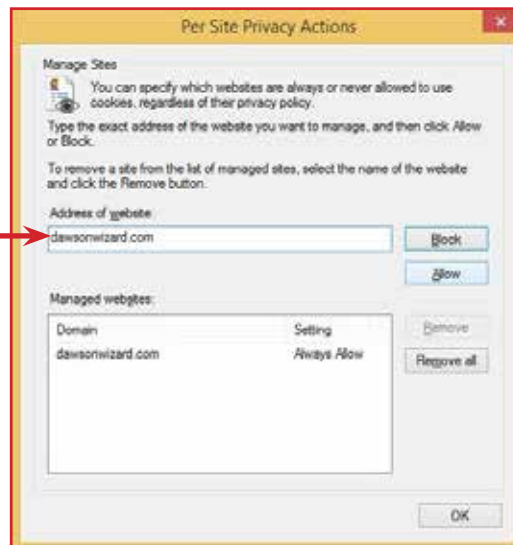 Per Site Privacy Actions
Manage Sites
You can specify which websites are always or never allowed to use
cookies, regardless of their privacy policy.
Type the exact address of the website you want to manage, and then click Allow
or Block.
To remove a site from the list of managed sites, select the name of the website
and click the Remove button.
Address of website:
dawsonwizard.com
Block
Allow
Managed websites:
Remove
Domain Setting
dawsonwizard.com Always Allow
Remove all
OK